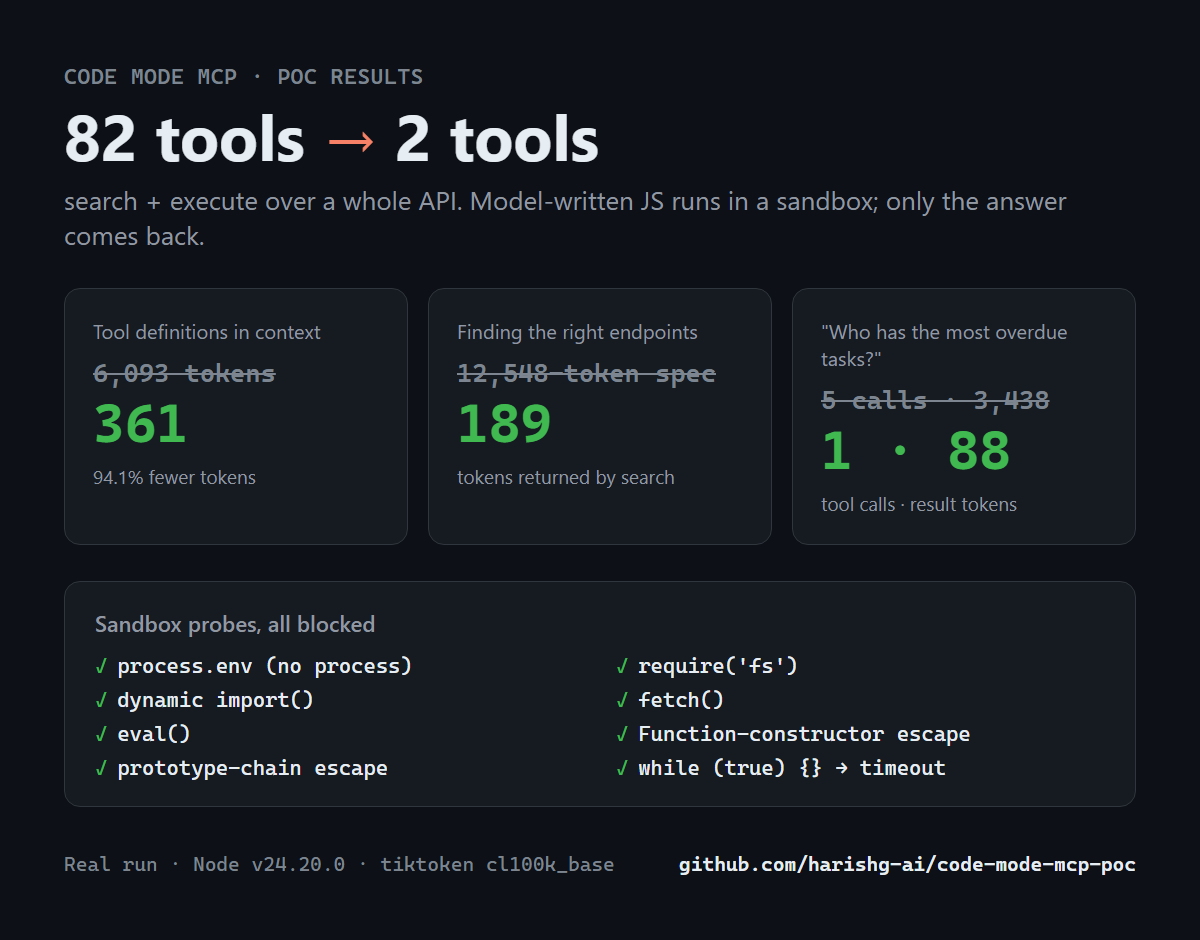 CODE MODE MCP · POC RESULTS
82 tools → 2 tools
search + execute over a whole API. Model-written JS runs in a sandbox; only the answer
comes back.
Tool definitions in context
6,093 tokens
361
94.1% fewer tokens
Finding the right endpoints
12,548-token spec
189
tokens returned by search
"Who has the most overdue
tasks?"
5 calls · 3,438
1 · 88
tool calls · result tokens
Sandbox probes, all blocked
✓ process.env (no process)
✓ require('fs')
✓ dynamic import()
✓ fetch()
✓ eval()
✓ Function-constructor escape
✓ prototype-chain escape
✓ while (true) {} → timeout
Real run · Node v24.20.0 · tiktoken cl100k_base
github.com/harishg-ai/code-mode-mcp-poc